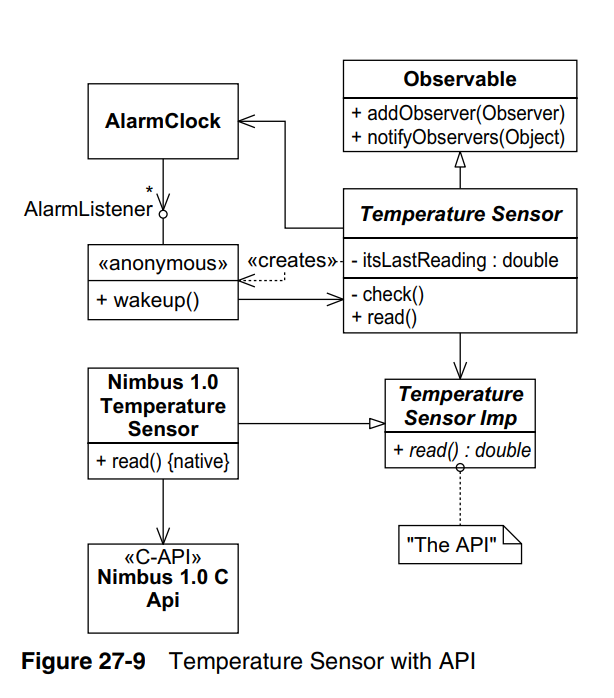 Observable
+ addObserver(Observer)
+ notifyObservers(Object)
AlarmClock
*
AlarmListener
Temperature Sensor
- itsLastReading : double
- check()
+ read()
«anonymous»
+ wakeup()
«creates»
Nimbus 1.0
Temperature
Sensor
+ read() {native}
Temperature
Sensor Imp
+ read() : double
"The API"
«C-API»
Nimbus 1.0 C
Api
Figure 27-9 Temperature Sensor with API